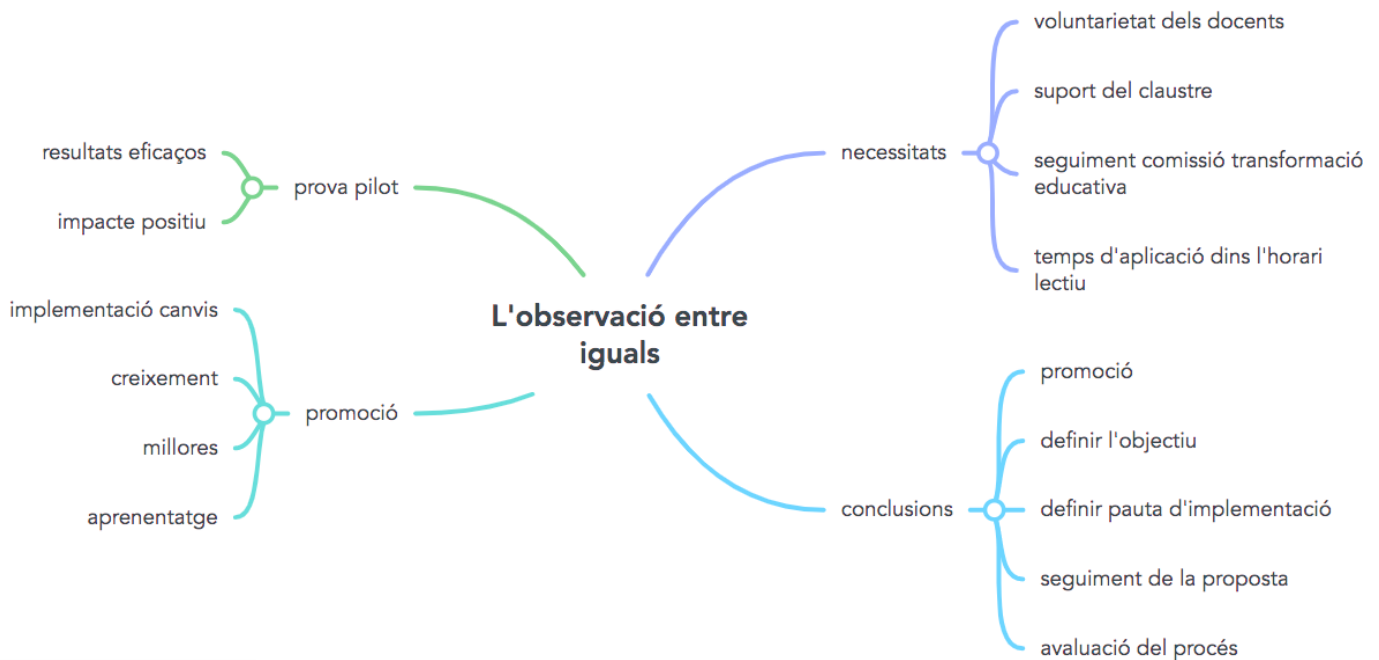 L'observació entre
iguals
prova pilot
resultats eficaços
impacte positiu
promoció
implementació canvis
creixement
millores
aprenentatge
necessitats
voluntarietat dels docents
suport del claustre
seguiment comissió transformació
educativa
temps d'aplicació dins l'horari
lectiu
conclusions
promoció
definir l'objectiu
definir pauta d'implementació
seguiment de la proposta
avaluació del procés